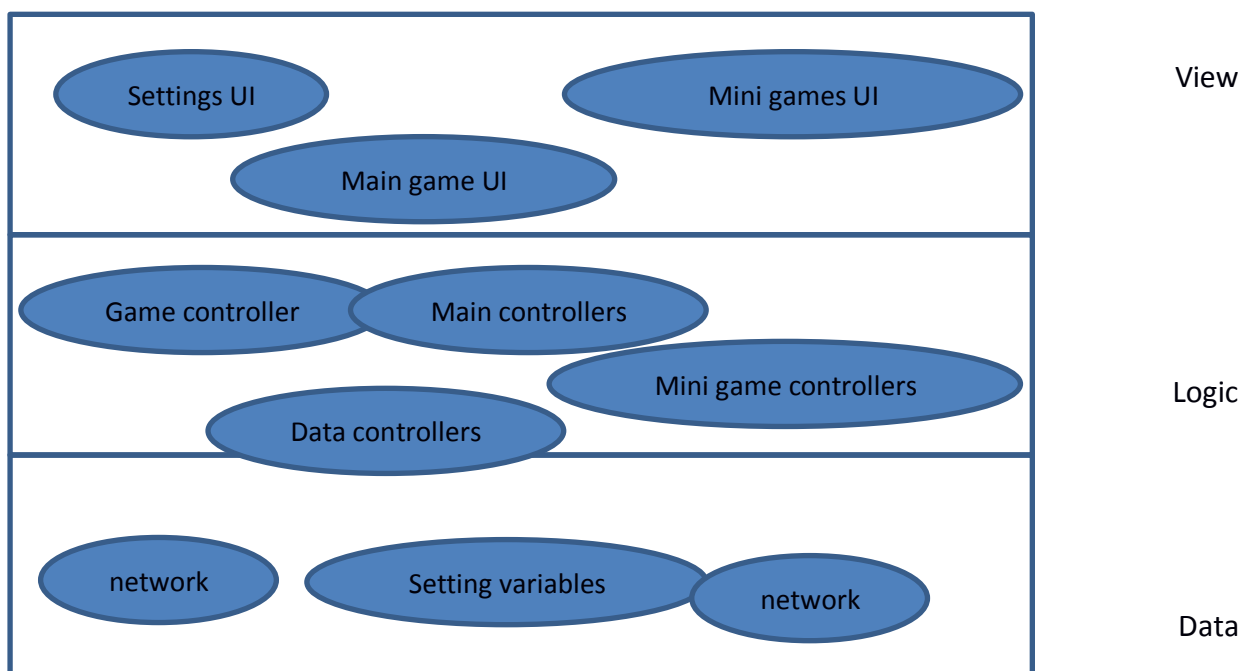 Settings UI
Mini games UI
View
Main game UI
Game controller
Main controllers
Mini game controllers
Logic
Data controllers
network
Setting variables
network
Data